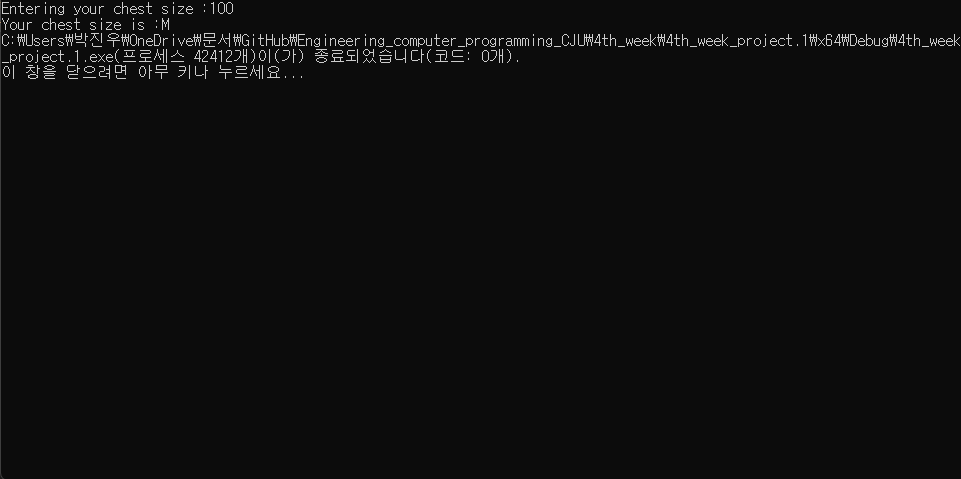 Entering your chest size :100
Your chest size is :M
C:₩Users₩박진우₩OneDrive₩문서₩GitHub₩Engineering_computer_programming_CJU₩4th_week₩4th_week_project.1₩x64₩Debug₩4th_week
_project.1.exe(프로세스 42412개)이(가) 종료되었습니다(코드: 0개).
이 창을 닫으려면 아무 키나 누르세요...